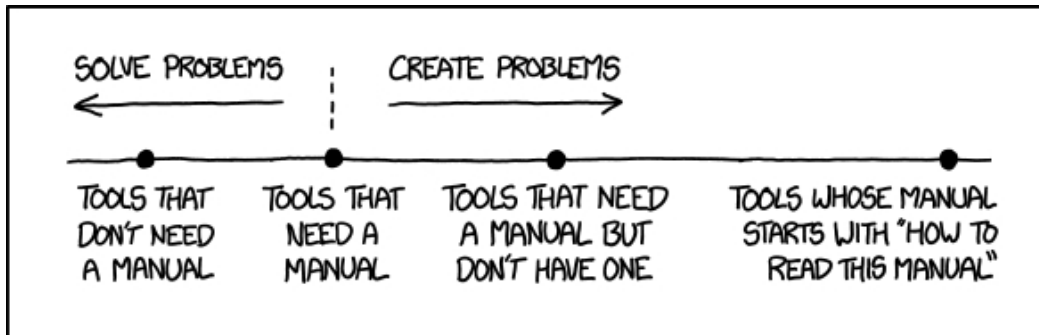 SOLVE PROBLEMS
CREATE PROBLEMS
TOOLS THAT
DON'T NEED
A MANUAL
TOOLS THAT
NEED A
MANUAL
TOOLS THAT NEED
A MANUAL BUT
DON'T HAVE ONE
TOOLS WHOSE MANUAL
STARTS WITH "HOW TO
READ THIS MANUAL"